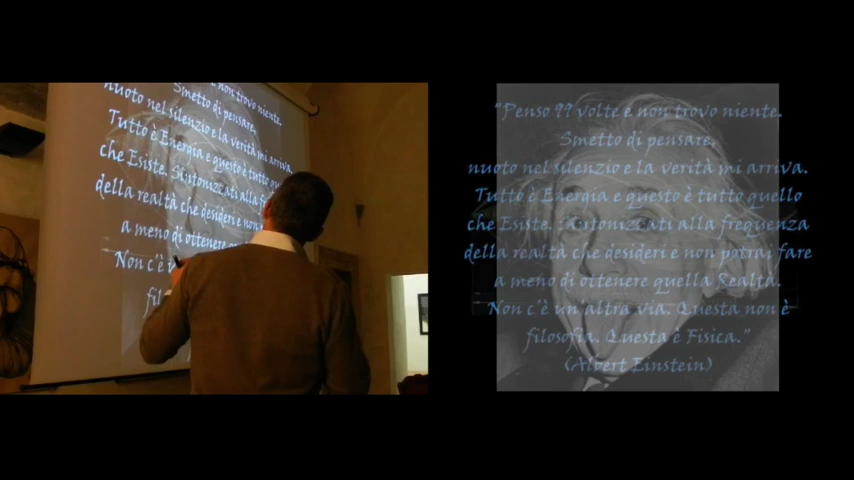 n non trovo niente.
Smetto di pensare,
nuoto nel silenzio e la verità mi arriva.
Tutto è Energia e questo è tutto qu
che Esiste. Sintonizzati alla f
della realtà che desideri e non
a meno di ottenere
Non c'è
fil
"Penso 99 volte e non trovo niente.
Smetto di pensare,
nuoto nel silenzio e la verità mi arriva.
Tutto è Energia e questo è tutto quello
che Esiste. Sintonizzati alla frequenza
della realtà che desideri e non potrai fare
a meno di ottenere quella Realtà.
Non c'è un'altra via. Questa non è
filosofia. Questa è Fisica."
(Albert Einstein)